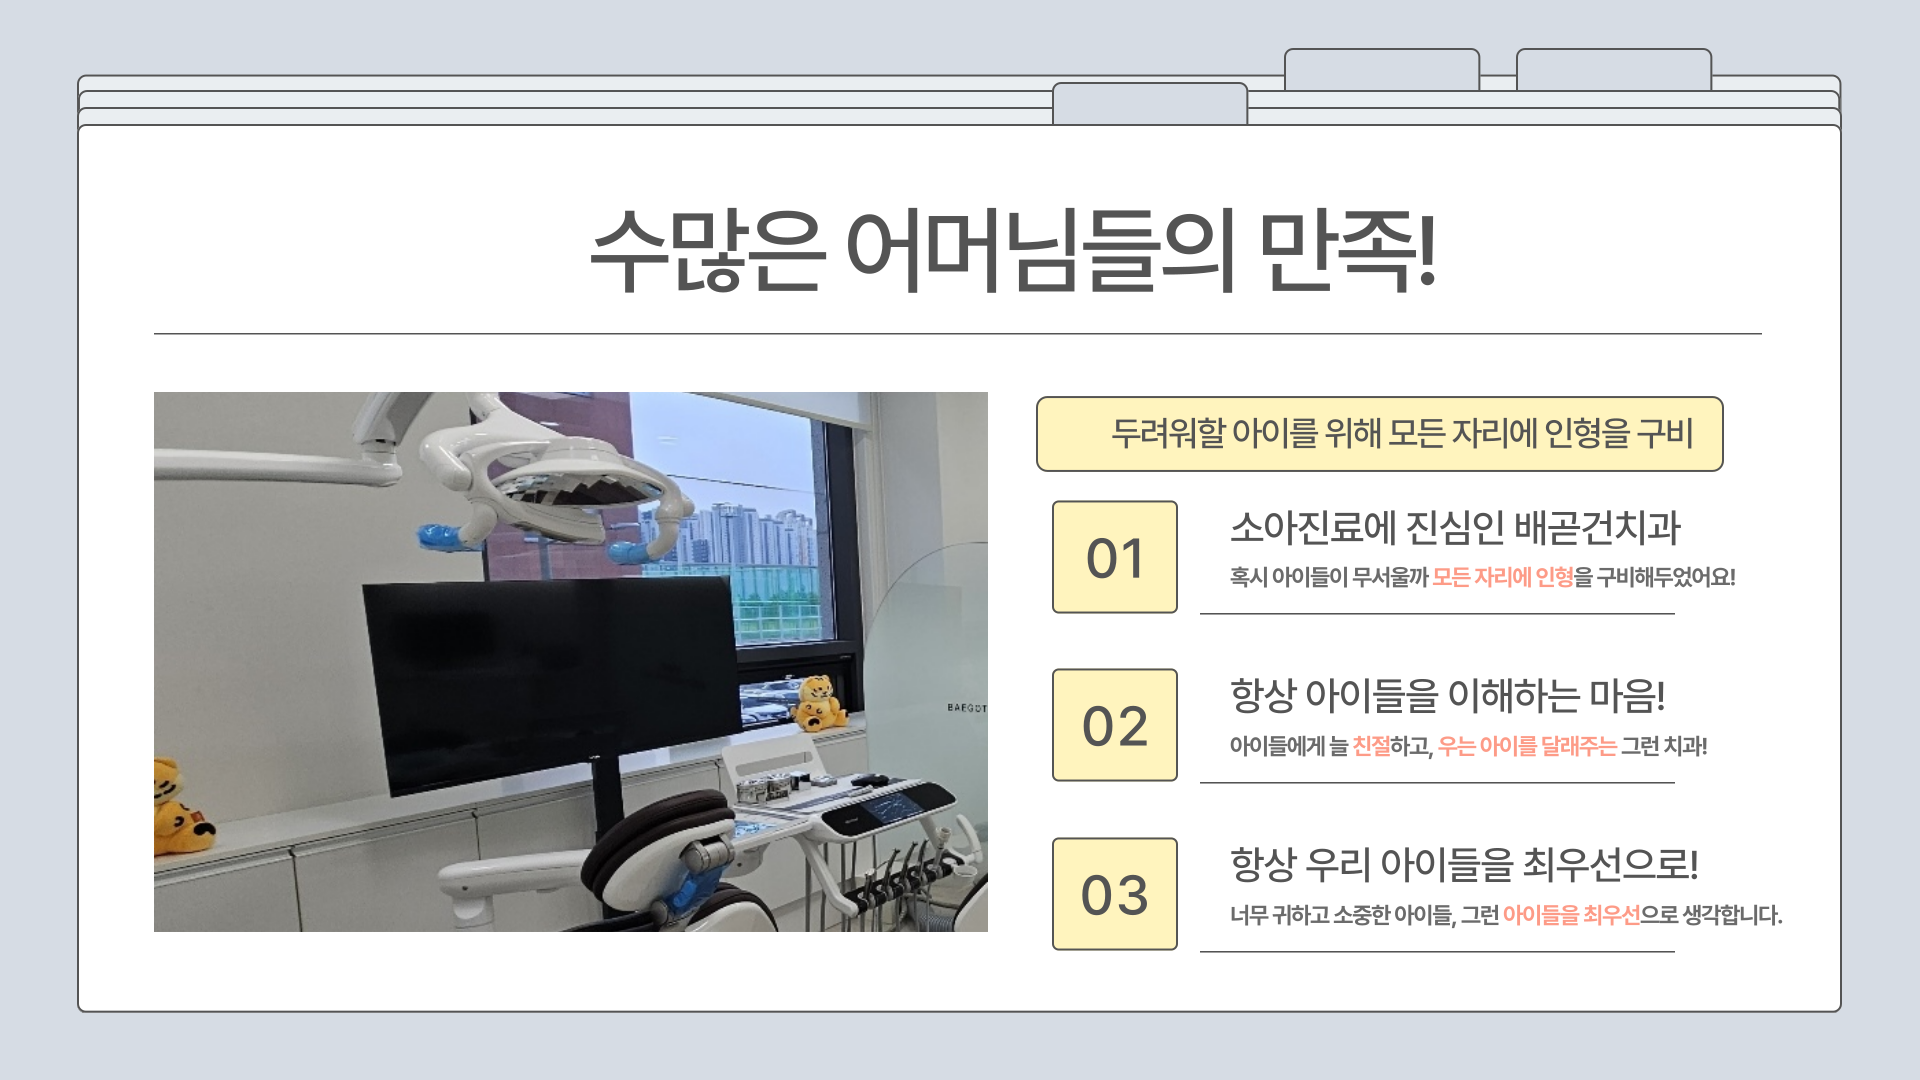 수많은 어머님들의 만족!
두려워할 아이를 위해 모든 자리에 인형을 구비
01
소아진료에 진심인 배곧건치과
혹시 아이들이 무서울까 모든 자리에 인형을 구비해두었어요!
BAEGOT
02
항상 아이들을 이해하는 마음!
아이들에게 늘 친절하고, 우는 아이를 달래주는 그런 치과!
03
항상 우리 아이들을 최우선으로!
너무 귀하고 소중한 아이들, 그런 아이들을 최우선으로 생각합니다.